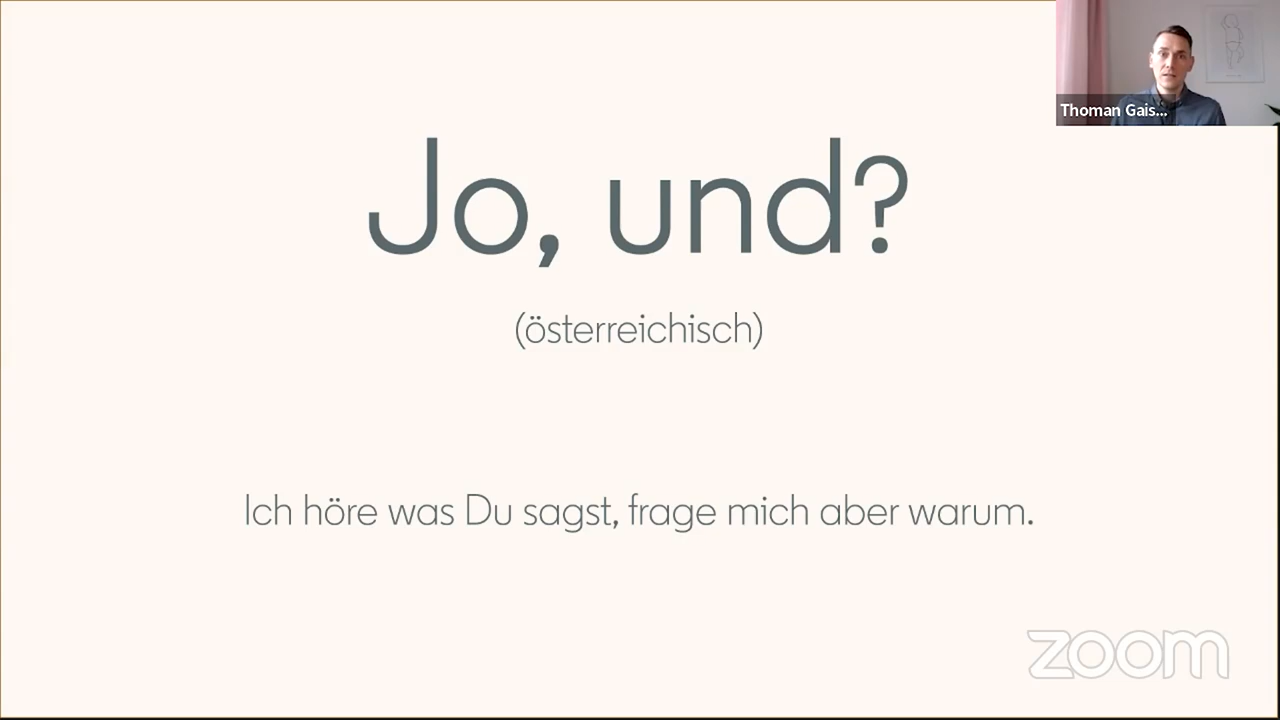 Thoman Gais...
Jo, und?
(österreichisch)
Ich höre was Du sagst, frage mich aber warum.
zoom